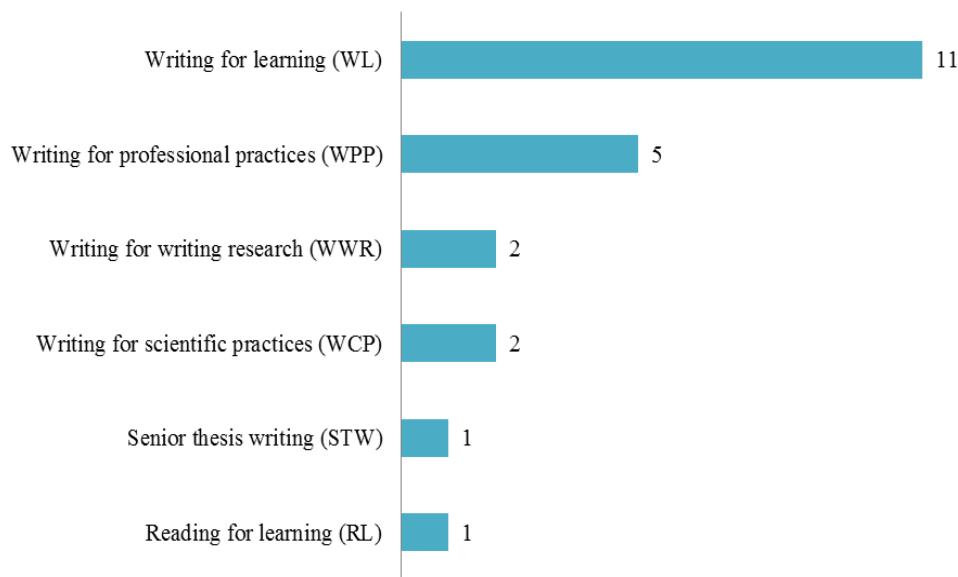 Writing for learning (WL) 11
Writing for professional practices (WPP) 5
Writing for writing research (WWR) 2
Writing for scientific practices (WCP) 2
Senior thesis writing (STW) 1
Reading for learning (RL) 1